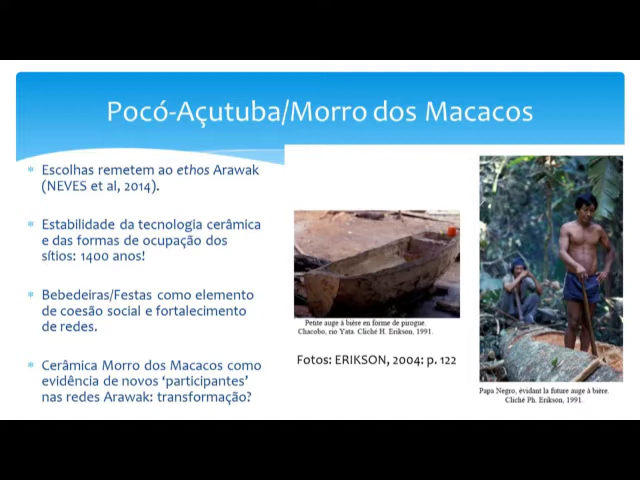 Pocó-Açutuba/Morro dos Macacos
Escolhas remetem ao ethos Arawak
(NEVES et al, 2014).
Estabilidade da tecnologia cerâmica
e das formas de ocupação dos
sítios: 1400 anos!
Bebedeiras/Festas como elemento
de coesão social e fortalecimento
de redes.
Cerâmica Morro dos Macacos como
evidência de novos ‘participantes’
nas redes Arawak: transformação?
Petite auge à bière en forme de pirogue.
Chacobo, rio Yata. Cliché H. Erikson, 1991.
Fotos: ERIKSON, 2004: p. 122
Papa Negro, évidant la future auge à bière.
Cliché Ph. Erikson, 1991.